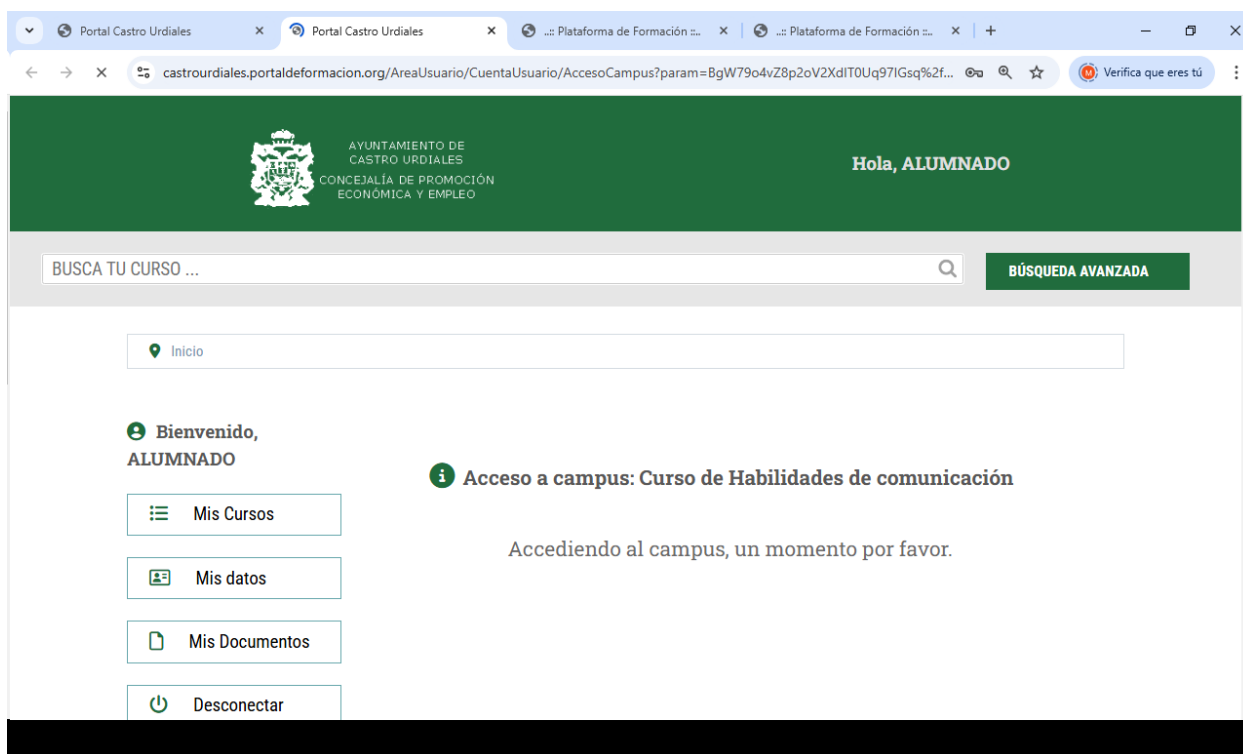 Portal Castro Urdiales
Portal Castro Urdiales
..:: Plataforma de Formación ::..
..:: Plataforma de Formación ::..
castrourdiales.portaldeformacion.org/AreaUsuario/CuentaUsuario/AccesoCampus?param=BgW79o4vZ8p2oV2XdIT0Uq97IGsq%2f...
Verifica que eres tú
AYUNTAMIENTO DE
CASTRO URDIALES
CONCEJALÍA DE PROMOCIÓN
ECONÓMICA Y EMPLEO
Hola, ALUMNADO
BUSCA TU CURSO ...
BÚSQUEDA AVANZADA
Inicio
Bienvenido,
ALUMNADO
Mis Cursos
Mis datos
Mis Documentos
Desconectar
Acceso a campus: Curso de Habilidades de comunicación
Accediendo al campus, un momento por favor.